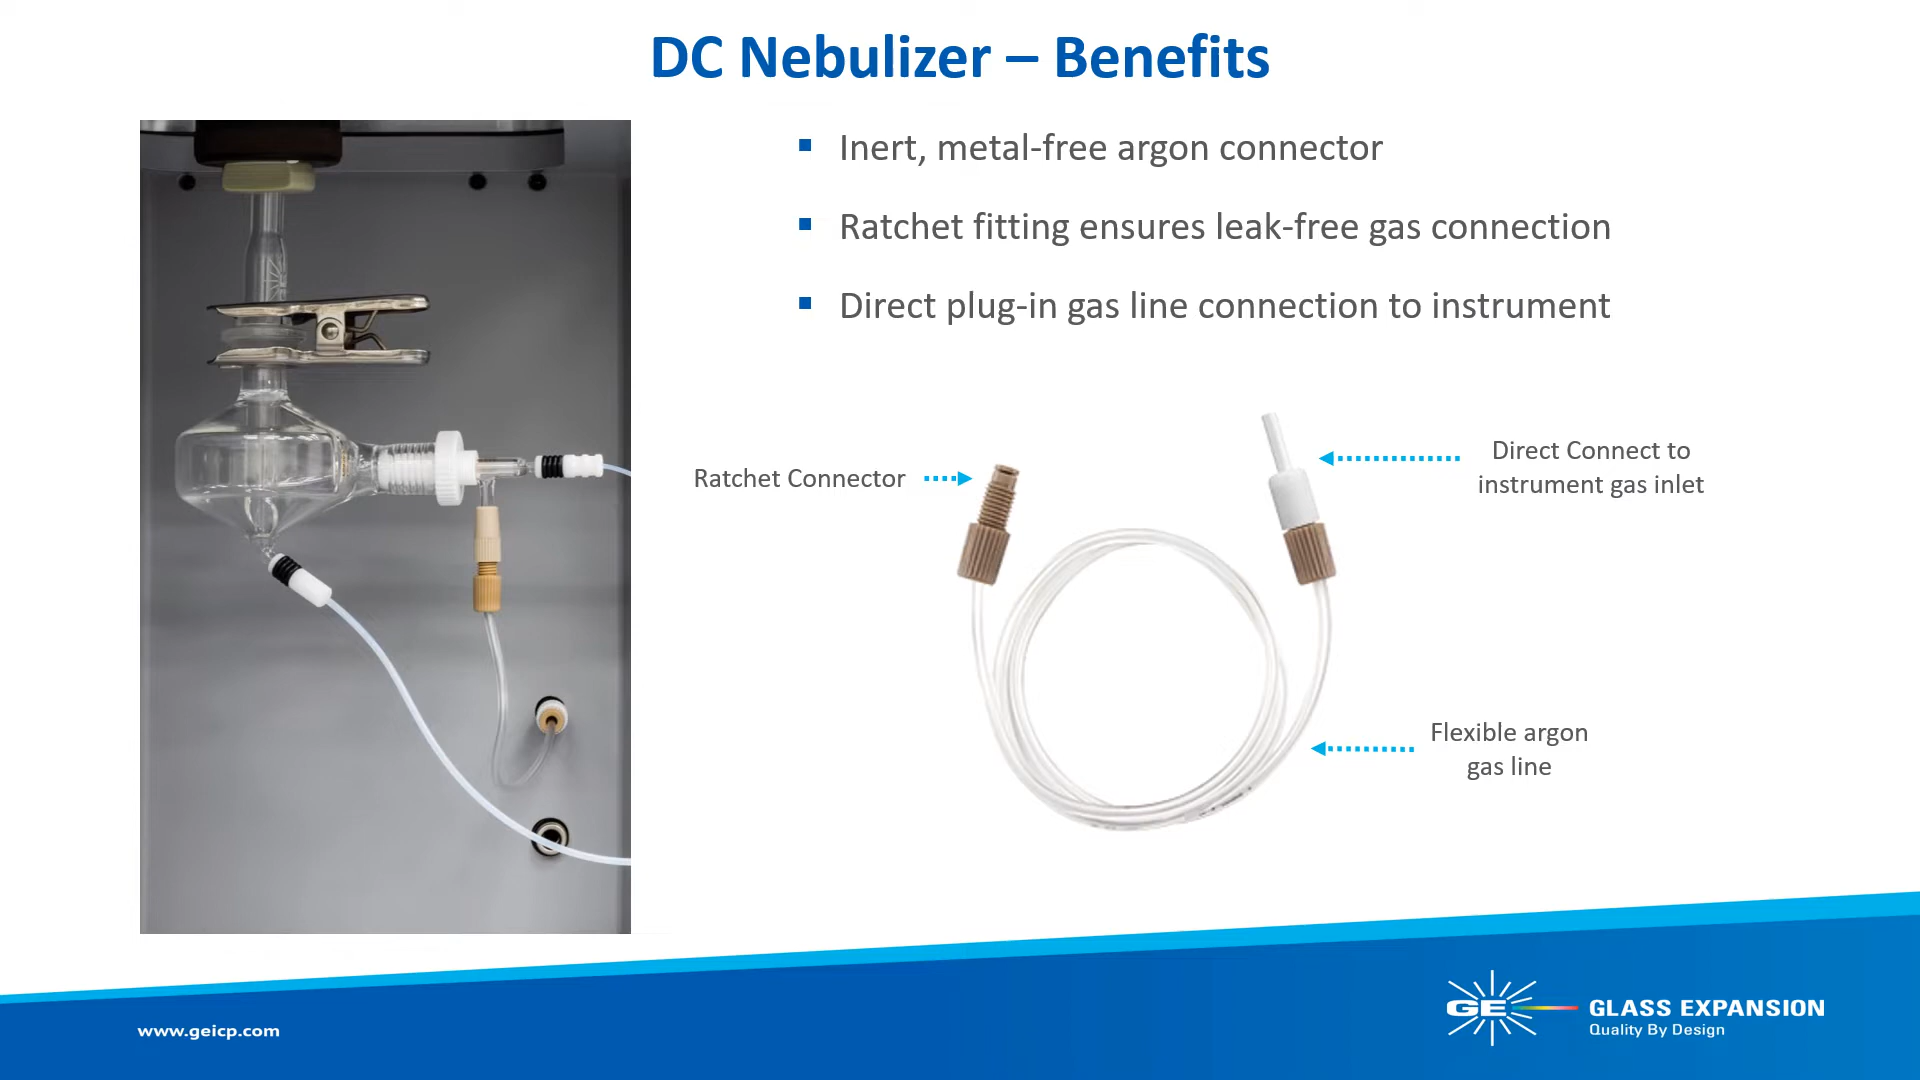 DC Nebulizer – Benefits
Inert, metal-free argon connector
Ratchet fitting ensures leak-free gas connection
Direct plug-in gas line connection to instrument
Ratchet Connector
Direct Connect to
instrument gas inlet
Flexible argon
gas line
www.geicp.com
GE
GLASS EXPANSION
Quality By Design